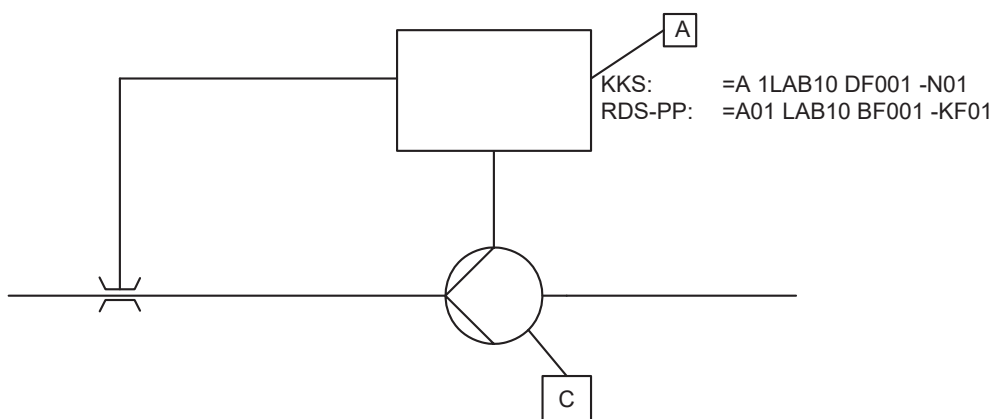 A
KKS: =A 1LAB10 DF001 -N01
RDS-PP: =A01 LAB10 BF001 -KF01
C